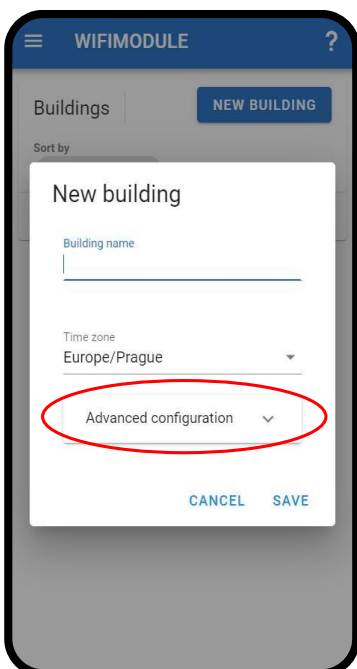 WIFIMODULE ?
Buildings NEW BUILDING
Sort by
New building
Building name
Time zone
Europe/Prague
Advanced configuration
CANCEL SAVE